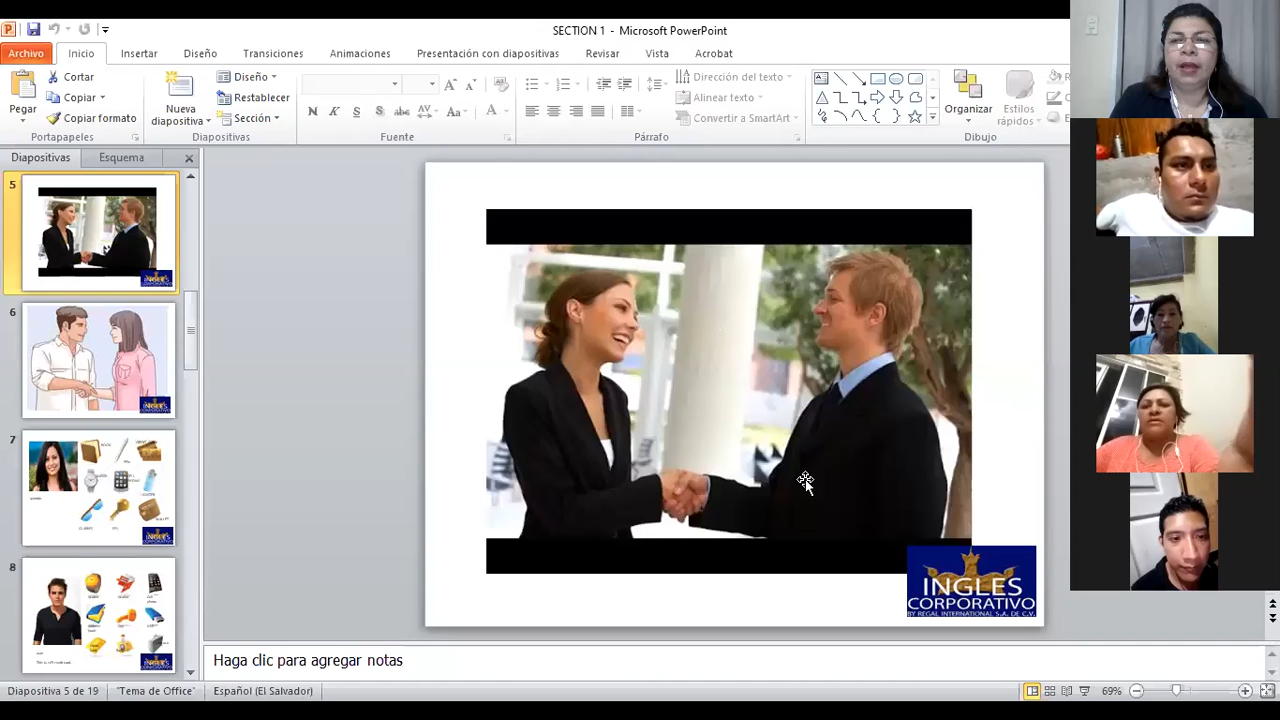 SECTION 1 - Microsoft PowerPoint
Archivo Inicio Insertar Diseño Transiciones Animaciones Presentación con diapositivas Revisar Vista Acrobat
Pegar
Cortar
Copiar
Copiar formato
Portapapeles
Nueva diapositiva
Diseño
Restablecer
Sección
Diapositivas
N K S abc AV Aa A
Fuente
Dirección del texto
Alinear texto
Convertir a SmartArt
Párrafo
Organizar
Estilos rápidos
Dibujo
Diapositivas Esquema
5
6
7
8
INGLES
CORPORATIVO
BY REGAL INTERNATIONAL S.A. DE C.V.
Haga clic para agregar notas
Diapositiva 5 de 19 "Tema de Office" Español (El Salvador) 69%